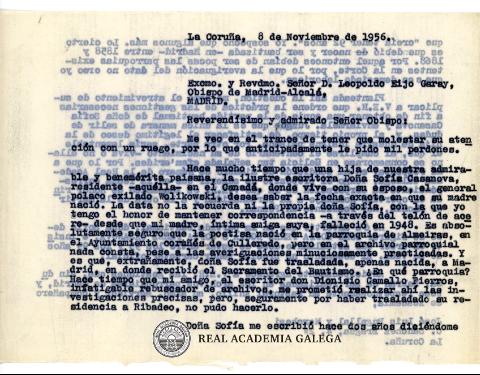 La Coruña, 8 de Noviembre de 1956.
Excmo. y Revdmo. Señor D. Leopoldo Eijo Garay,
Obispo de Madrid-Alcalá,
MADRID.
Reverendísimo y admirado Señor Obispo:
Me veo en el trance de tener que molestar su aten
ción con un ruego, por lo que anticipadamente le pido mil perdones.
Hace mucho tiempo que una hija de nuestra admira-
ble y benemérita paisana, la ilustre escritora Doña Sofía Casanova,
residente -aquélla- en el Canadá, donde vive con su esposo, el general
polaco exilado Wolikowski, desea saber la fecha exacta en que su madre
nació. La data no la recuerda ni la propia Doña Sofía, con la que yo
tengo el honor de mantener correspondencia -a través del telón de ace
ro- desde que mi madre, íntima amiga suya, falleció en 1948. Es abso-
lutamente seguro que la poetisa nació en la parroquia de Almeiras, en
el Ayuntamiento coruñés de Culleredo, pero en el archivo parroquial
nada consta, pese a las averiguaciones minuciosamente practicadas. Y
es que, extrañamente, doña Sofía fue trasladada, apenas nacida, a Ma-
drid, en donde recibió el Sacramento del Bautismo. ¿En qué parroquia?
Hace tiempo que mi amigo, el escritor don Dionisio Gamallo Fierros,
infatigable rebuscador de archivos, me prometió realizar ahí las in-
vestigaciones precisas, pero, seguramente por haber trasladado su re-
sidencia a Ribadeo, no pudo hacerlo.
Doña Sofía me escribió hace dos años diciéndome
REAL ACADEMIA GALEGA